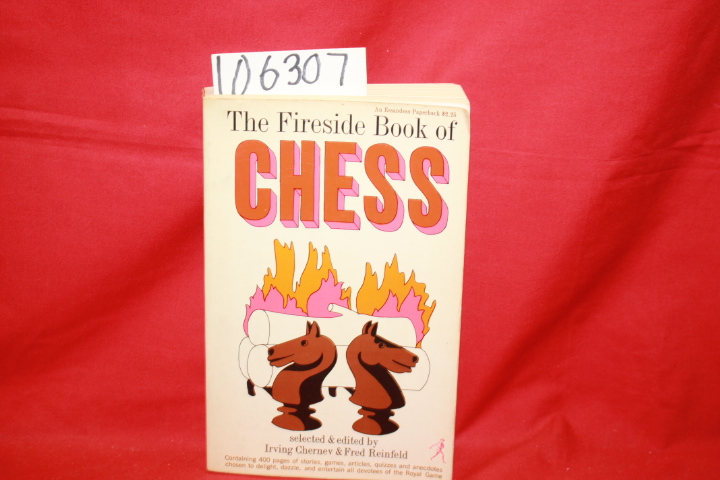 106307
An Essandess Paperback $2.25
The Fireside Book of
CHESS
selected & edited by
Irving Chernev & Fred Reinfeld
Containing 400 pages of stories, games, articles, quizzes and anecdotes
chosen to delight, dazzle, and entertain all devotees of the Royal Game